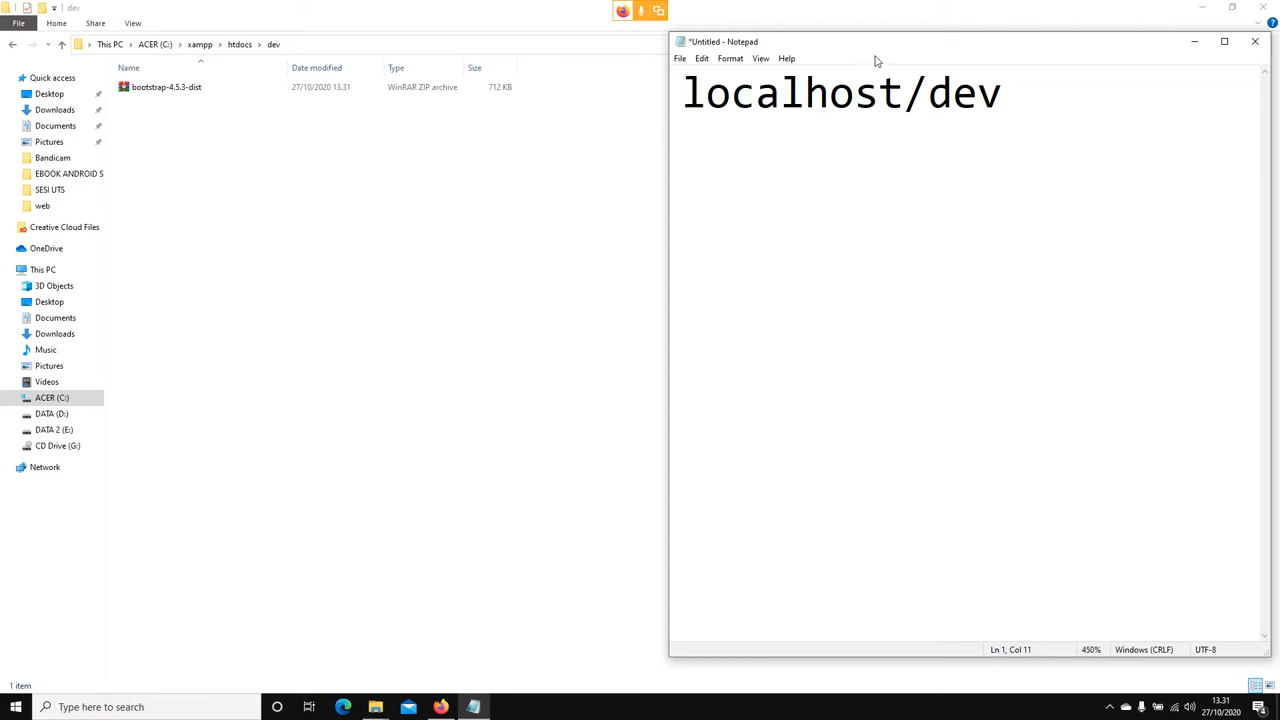 dev
File
Home
Share
View
This PC
ACER (C:)
xampp
htdocs
dev
Name
Date modified
Type
Size
bootstrap-4.5.3-dist
27/10/2020 13.31
WinRAR ZIP archive
712 KB
Quick access
Desktop
Downloads
Documents
Pictures
Bandicam
EBOOK ANDROID S
SESI UTS
web
Creative Cloud Files
OneDrive
This PC
3D Objects
Desktop
Documents
Downloads
Music
Pictures
Videos
ACER (C:)
DATA (D:)
DATA 2 (E:)
CD Drive (G:)
Network
1 item
*Untitled - Notepad
File
Edit
Format
View
Help
localhost/dev
Ln 1, Col 11
450%
Windows (CRLF)
UTF-8
Type here to search
13.31
27/10/2020
4